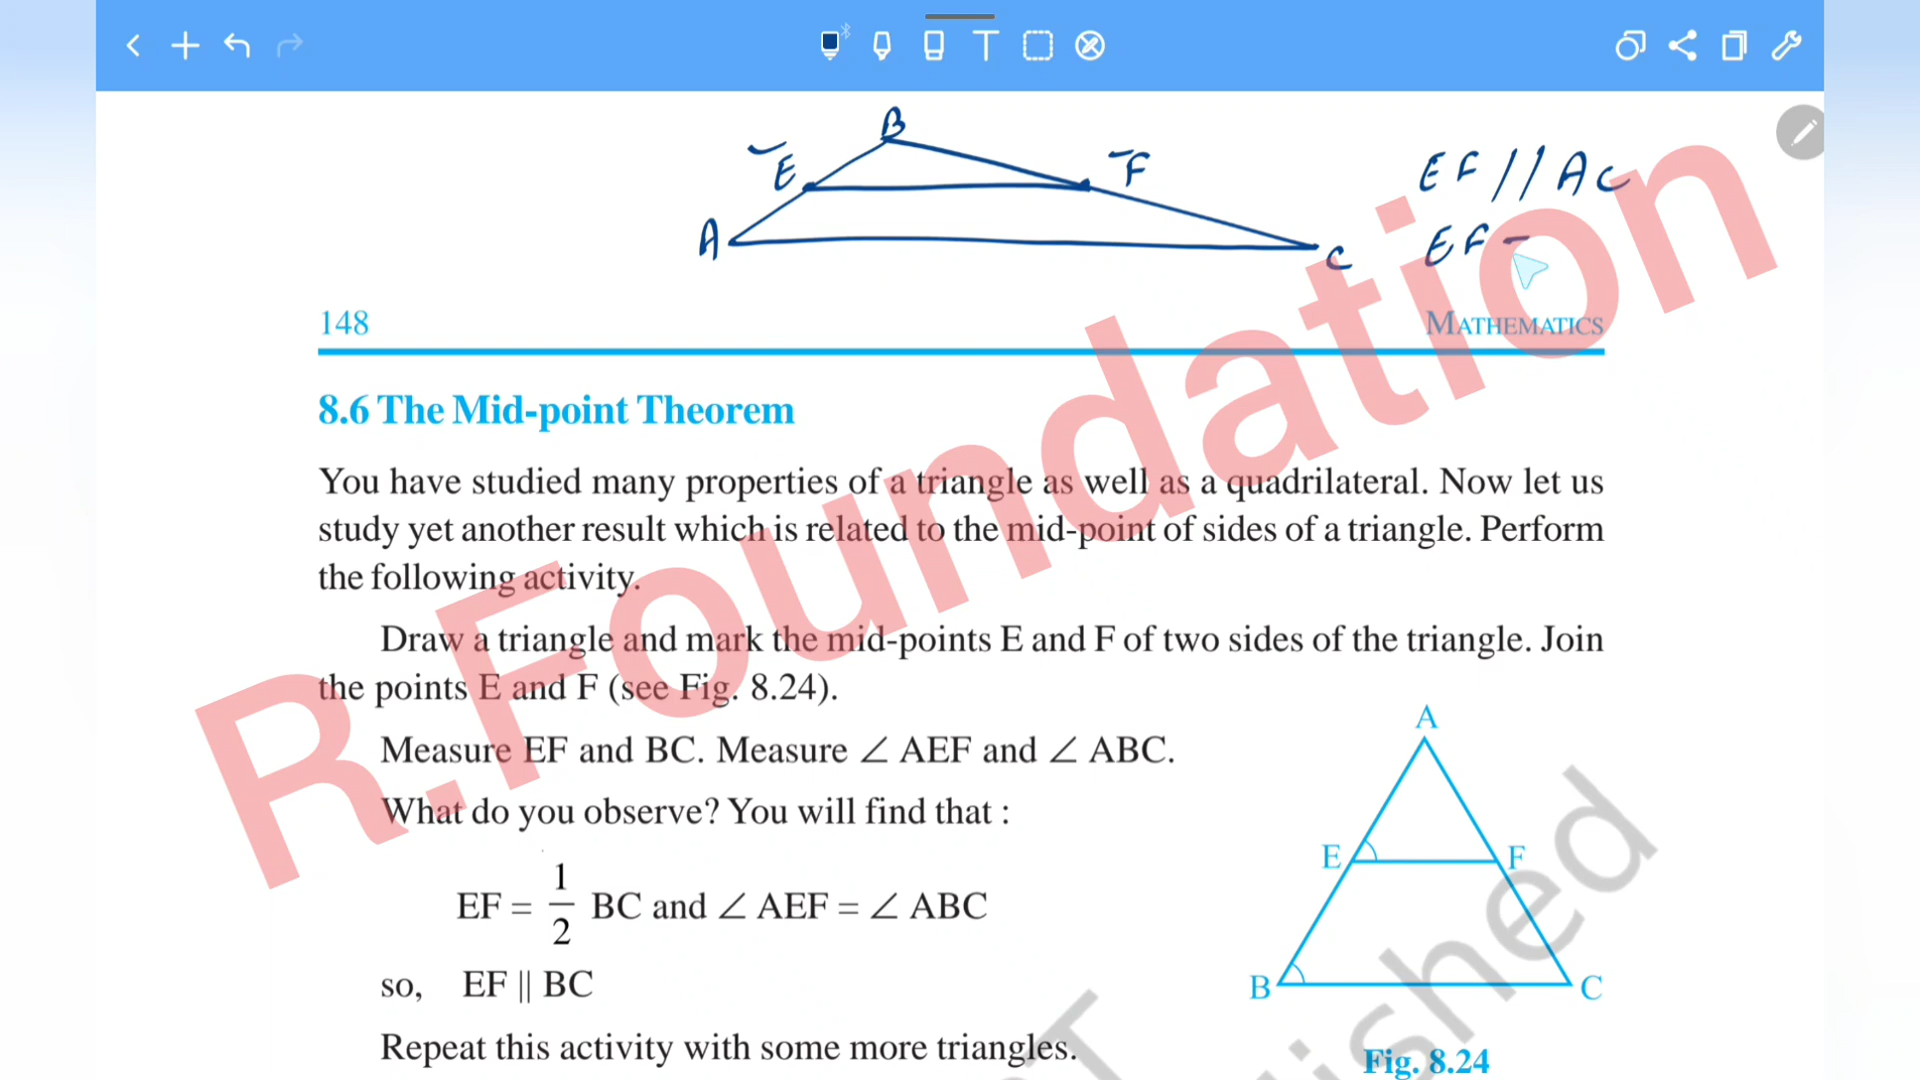 B
E
F
EF // AC
A
C
EF -
148
MATHEMATICS
8.6 The Mid-point Theorem
You have studied many properties of a triangle as well as a quadrilateral. Now let us
study yet another result which is related to the mid-point of sides of a triangle. Perform
the following activity.
Draw a triangle and mark the mid-points E and F of two sides of the triangle. Join
the points E and F (see Fig. 8.24).
Measure EF and BC. Measure ∠ AEF and ∠ ABC.
What do you observe? You will find that :
EF = 1/2 BC and ∠ AEF = ∠ ABC
so, EF || BC
Repeat this activity with some more triangles.
A
E
F
B
C
Fig. 8.24
R.Foundation
T
ished